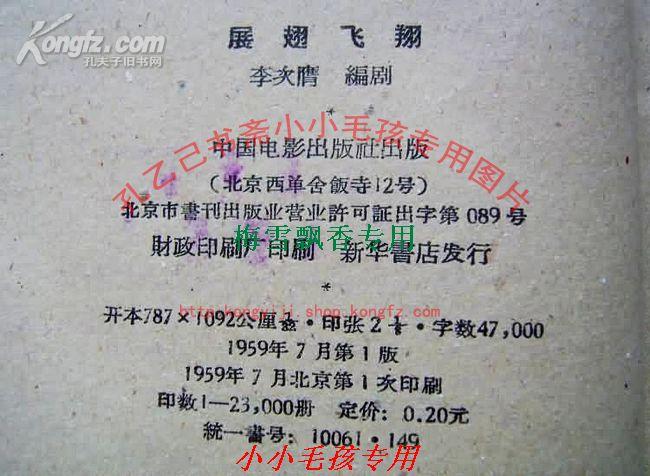 Kongfz.com
孔夫子旧书网
展翅飞翔
李次膺 編剧
*
中国电影出版社出版
(北京西单舍飯寺12号)
北京市書刊出版业营业許可証出字第 089 号
財政印刷厂印刷 新华書店发行
*
开本787×1092公厘 · 印张2 · 字数47,000
1959年7月第1版
1959年7月北京第1次印刷
印数1—23,000册 定价: 0.20元
統一書号: 10061·149
孔乙己书斋小小毛孩专用图片
梅雪飘香专用
http:kongyiji.shop.kongfz.com
小小毛孩专用